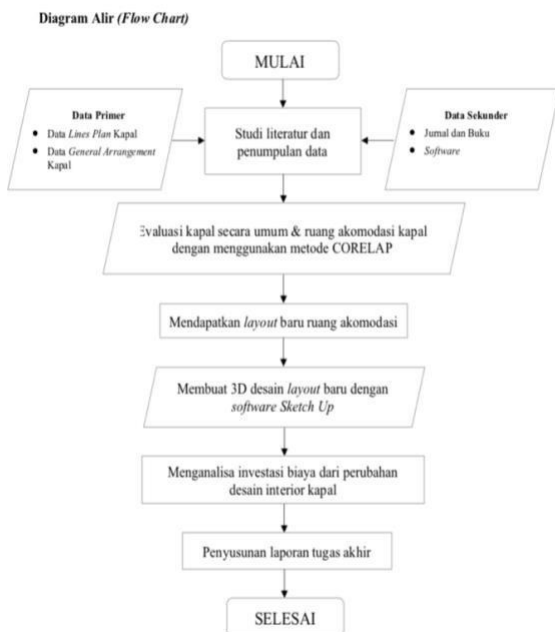 Diagram Alir (Flow Chart)
MULAI
Data Primer
● Data Lines Plan Kapal
● Data General Arrangement
Kapal
Studi literatur dan
penumpulan data
Data Sekunder
● Jurnal dan Buku
● Software
Evaluasi kapal secara umum & ruang akomodasi kapal
dengan menggunakan metode CORELAP
Mendapatkan layout baru ruang akomodasi
Membuat 3D desain layout baru dengan
software Sketch Up
Menganalisa investasi biaya dari perubahan
desain interior kapal
Penyusunan laporan tugas akhir
SELESAI